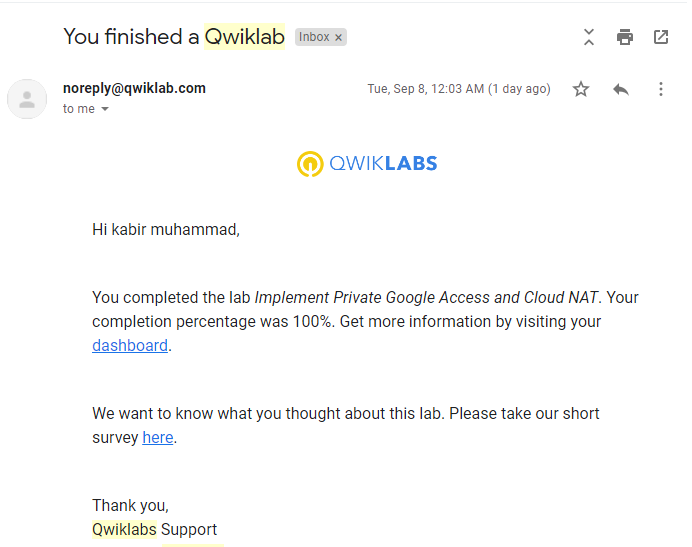 You finished a Qwiklab Inbox ×
noreply@qwiklab.com Tue, Sep 8, 12:03 AM (1 day ago)
to me
QWIKLABS
Hi kabir muhammad,
You completed the lab Implement Private Google Access and Cloud NAT. Your
completion percentage was 100%. Get more information by visiting your
dashboard.
We want to know what you thought about this lab. Please take our short
survey here.
Thank you,
Qwiklabs Support